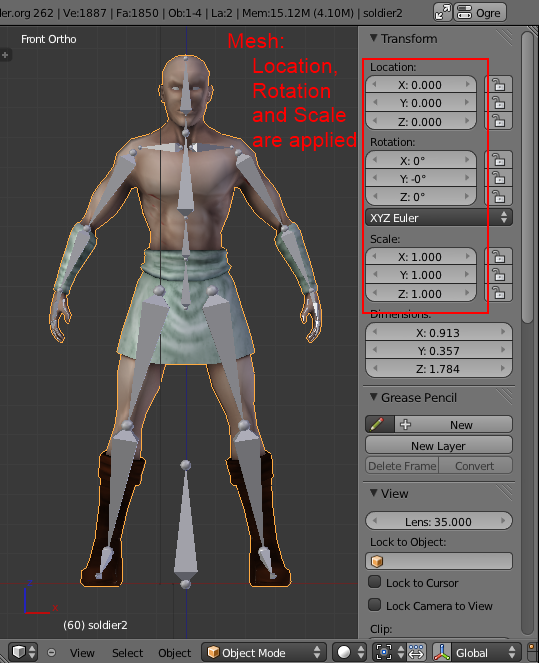 ler.org 262 | Ve:1887 | Fa:1850 | Ob:1-4 | La:2 | Mem:15.12M (4.10M) | soldier2
Ogre
Front Ortho
Mesh:
Location,
Rotation
and Scale
are applied
Transform
Location:
X: 0.000
Y: 0.000
Z: 0.000
Rotation:
X: 0°
Y: -0°
Z: 0°
XYZ Euler
Scale:
X: 1.000
Y: 1.000
Z: 1.000
Dimensions:
X: 0.913
Y: 0.357
Z: 1.784
Grease Pencil
New
New Layer
Delete Frame
Convert
View
Lens: 35.000
Lock to Object:
Lock to Cursor
Lock Camera to View
Clip:
z
x
(60) soldier2
View Select Object Object Mode Global